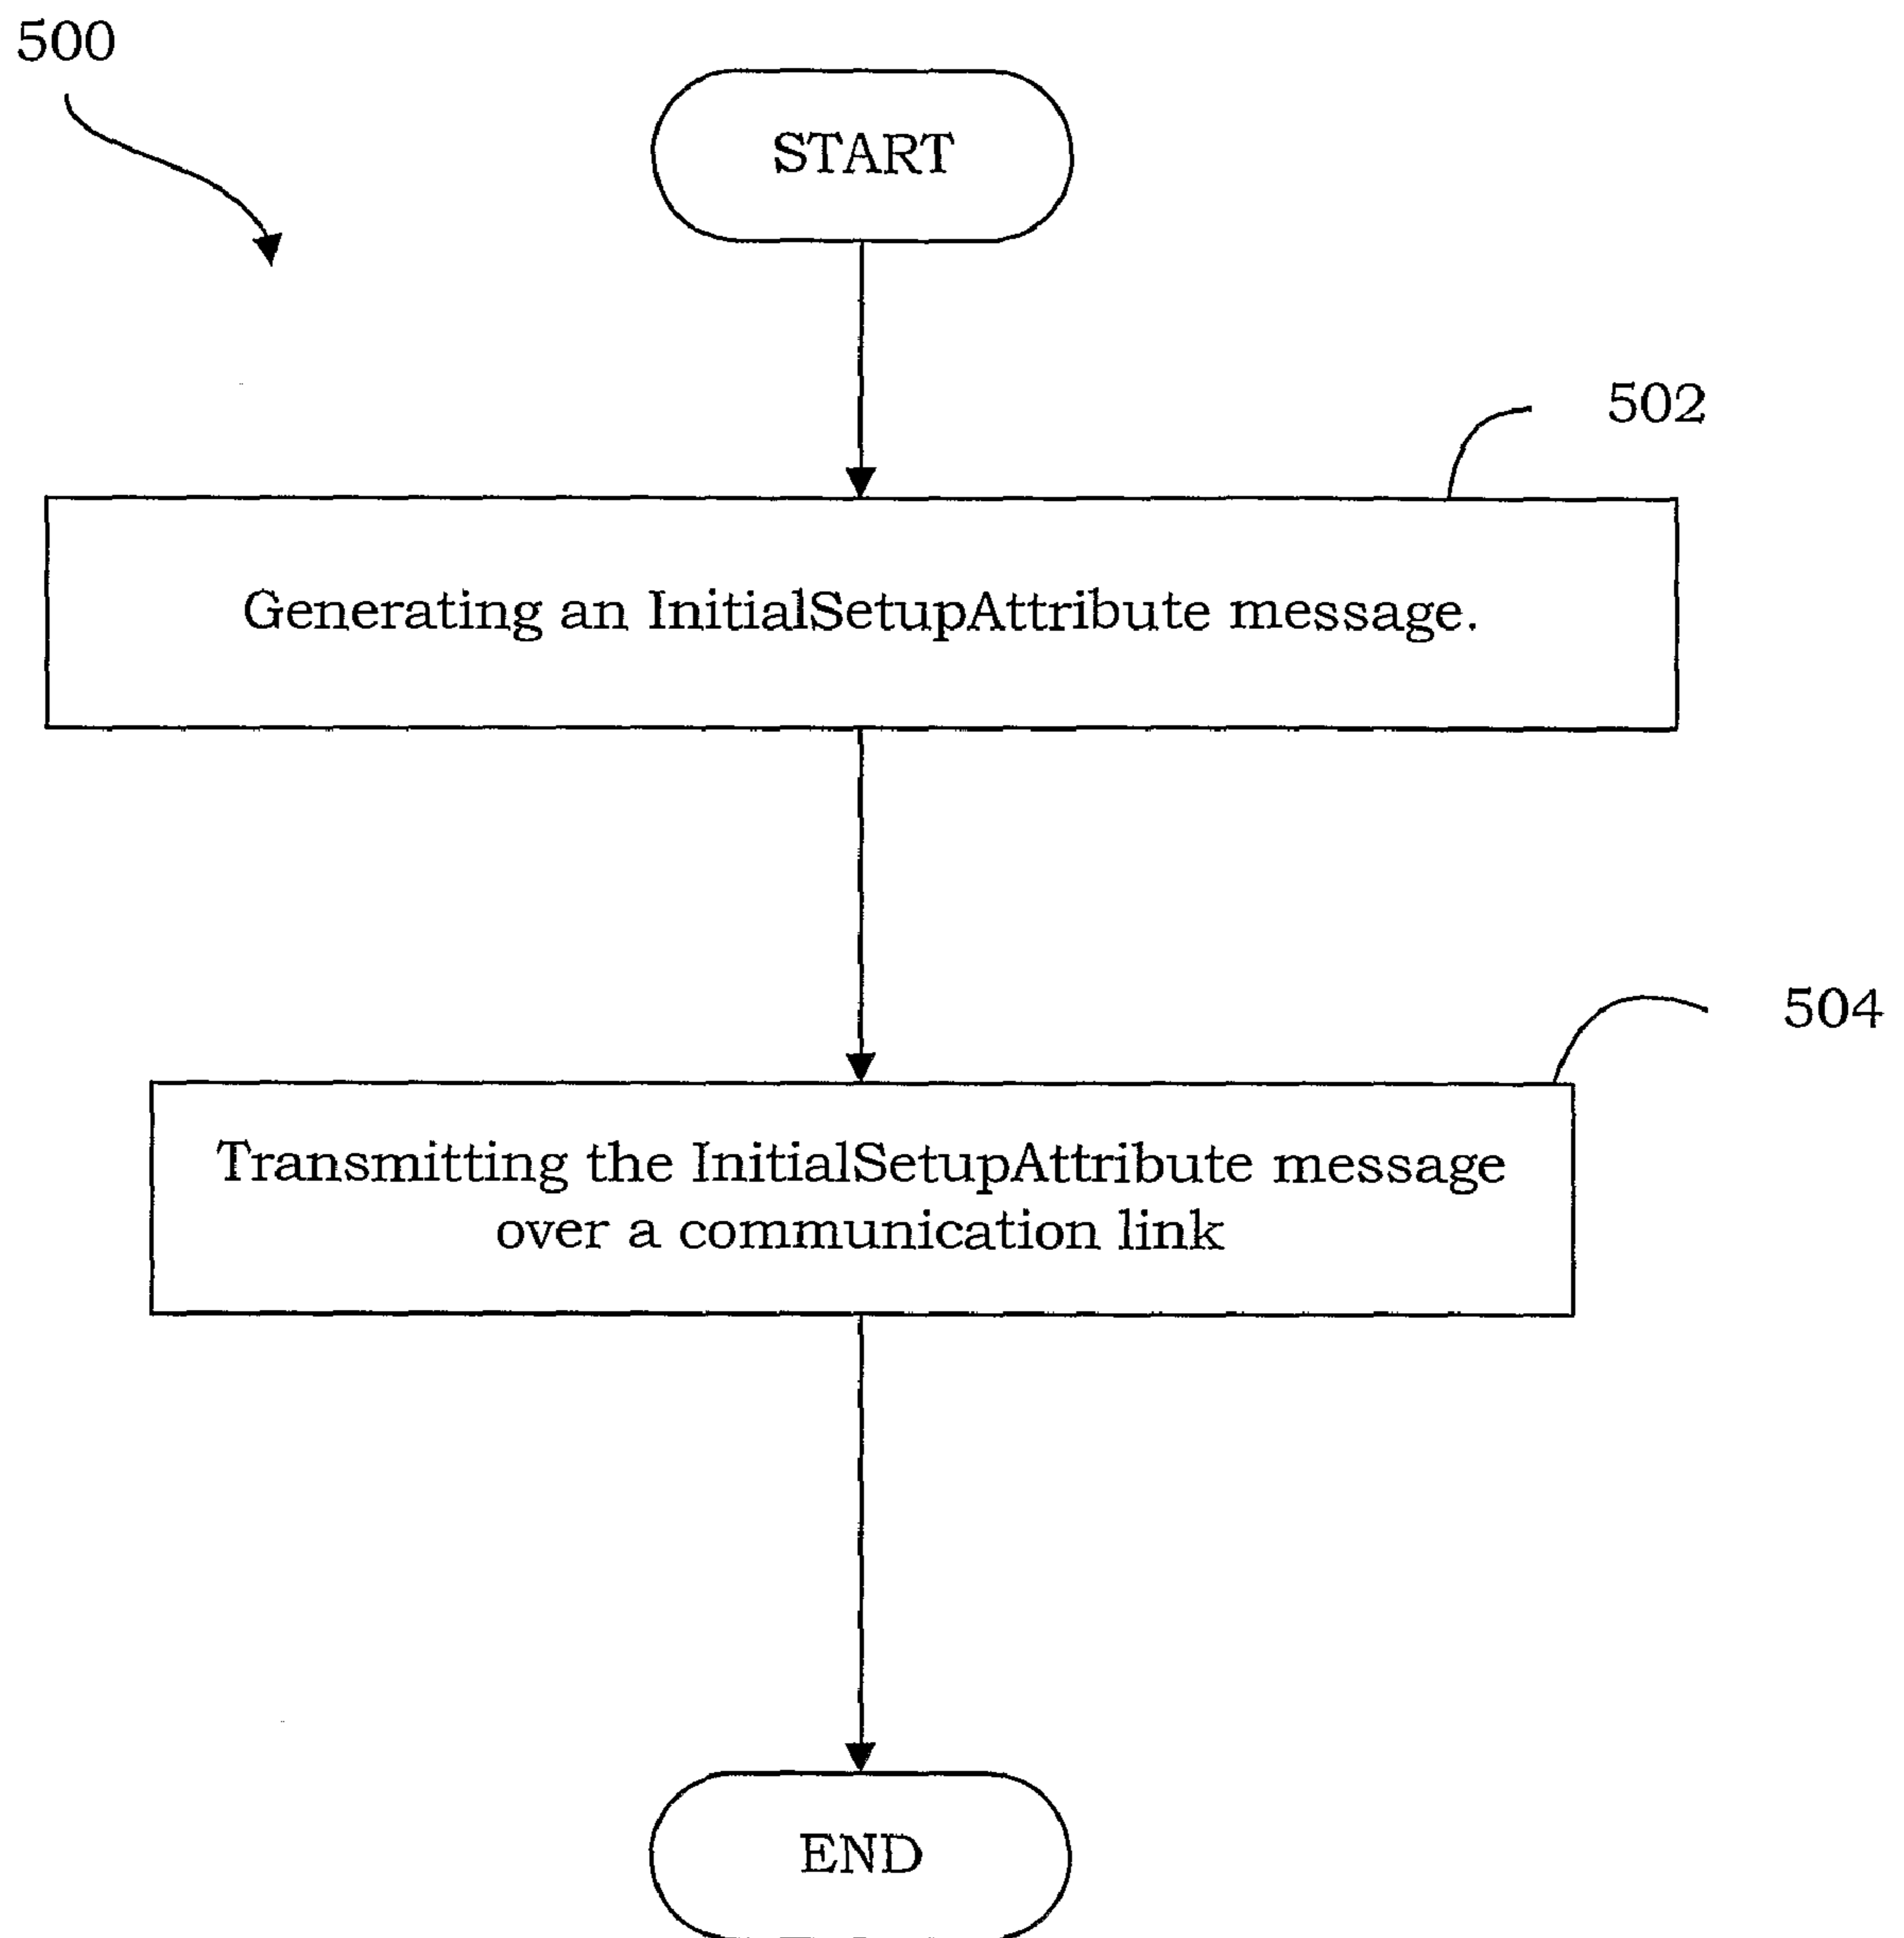 500
START
502
Generating an InitialSetupAttribute message.
504
Transmitting the InitialSetupAttribute message
over a communication link
END